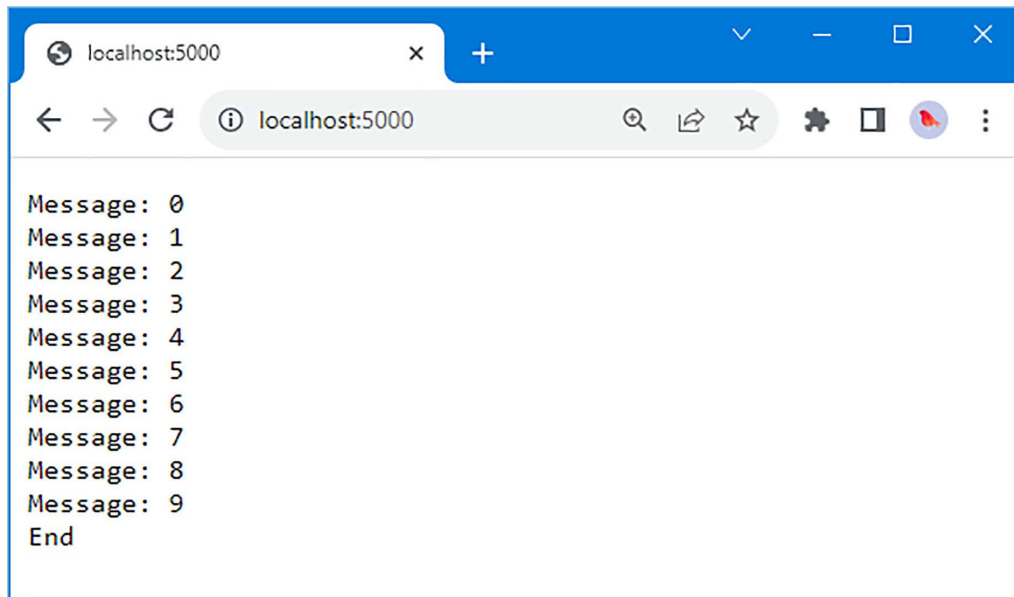 localhost:5000
localhost:5000
Message: 0
Message: 1
Message: 2
Message: 3
Message: 4
Message: 5
Message: 6
Message: 7
Message: 8
Message: 9
End